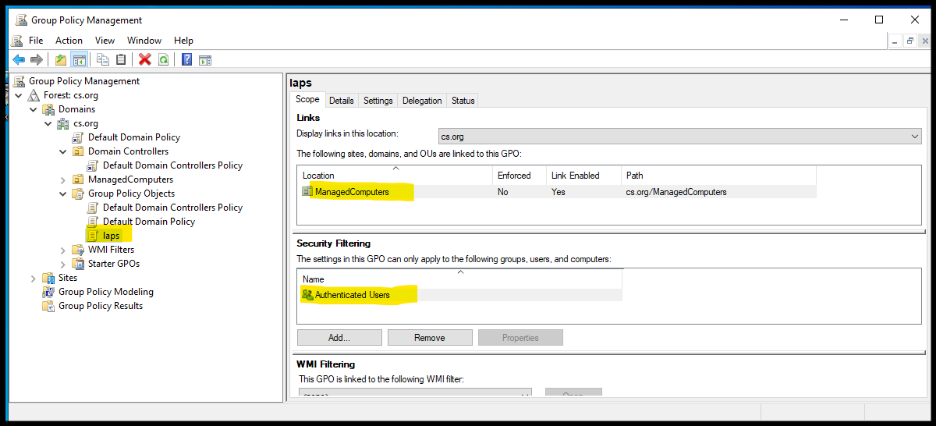 Group Policy Management
File Action View Window Help
Group Policy Management
Forest: cs.org
Domains
cs.org
Default Domain Policy
Domain Controllers
Default Domain Controllers Policy
ManagedComputers
Group Policy Objects
Default Domain Controllers Policy
Default Domain Policy
laps
WMI Filters
Starter GPOs
Sites
Group Policy Modeling
Group Policy Results
laps
Scope Details Settings Delegation Status
Links
Display links in this location: cs.org
The following sites, domains, and OUs are linked to this GPO:
Location Enforced Link Enabled Path
ManagedComputers No Yes cs.org/ManagedComputers
Security Filtering
The settings in this GPO can only apply to the following groups, users, and computers:
Name
Authenticated Users
Add... Remove Properties
WMI Filtering
This GPO is linked to the following WMI filter: